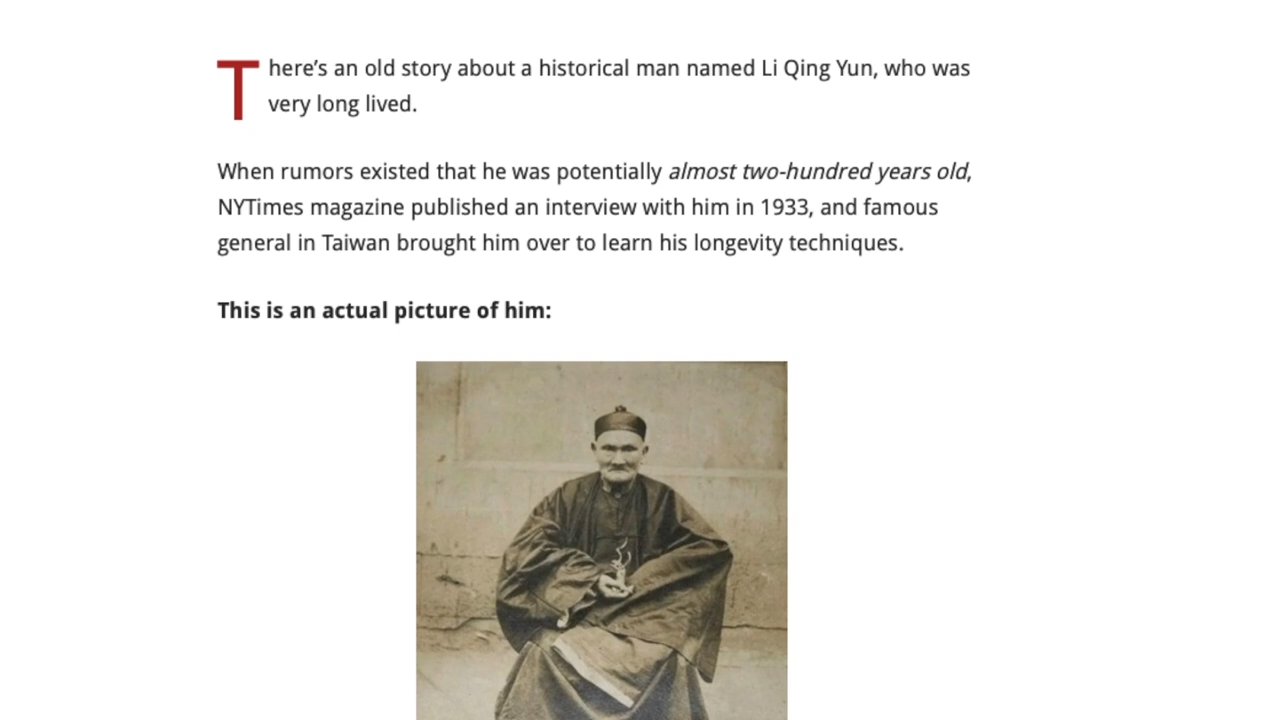 There’s an old story about a historical man named Li Qing Yun, who was
very long lived.
When rumors existed that he was potentially almost two-hundred years old,
NYTimes magazine published an interview with him in 1933, and famous
general in Taiwan brought him over to learn his longevity techniques.
This is an actual picture of him: